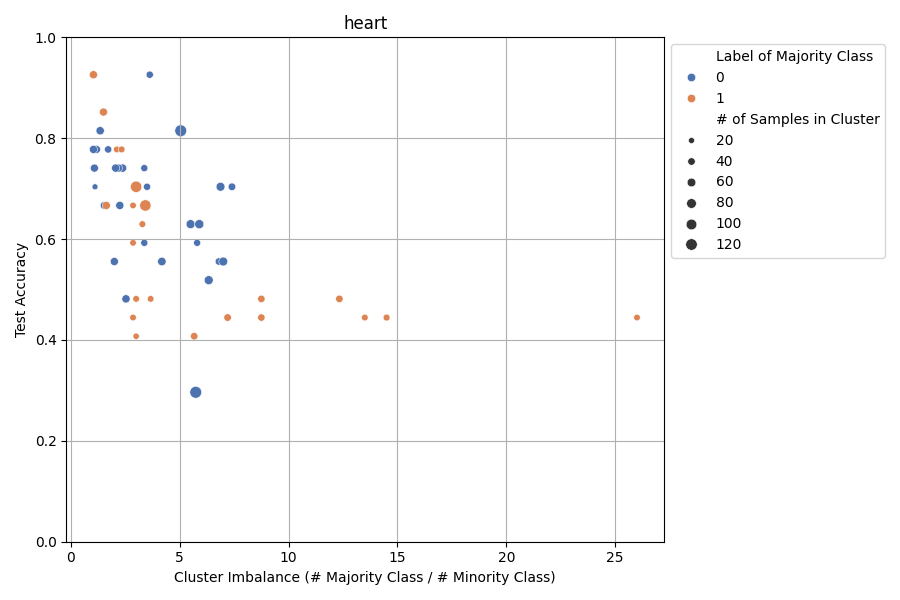 heart
1.0
0.8
0.6
0.4
0.2
0.0
Test Accuracy
0 5 10 15 20 25
Cluster Imbalance (# Majority Class / # Minority Class)
Label of Majority Class
0
1
# of Samples in Cluster
20
40
60
80
100
120